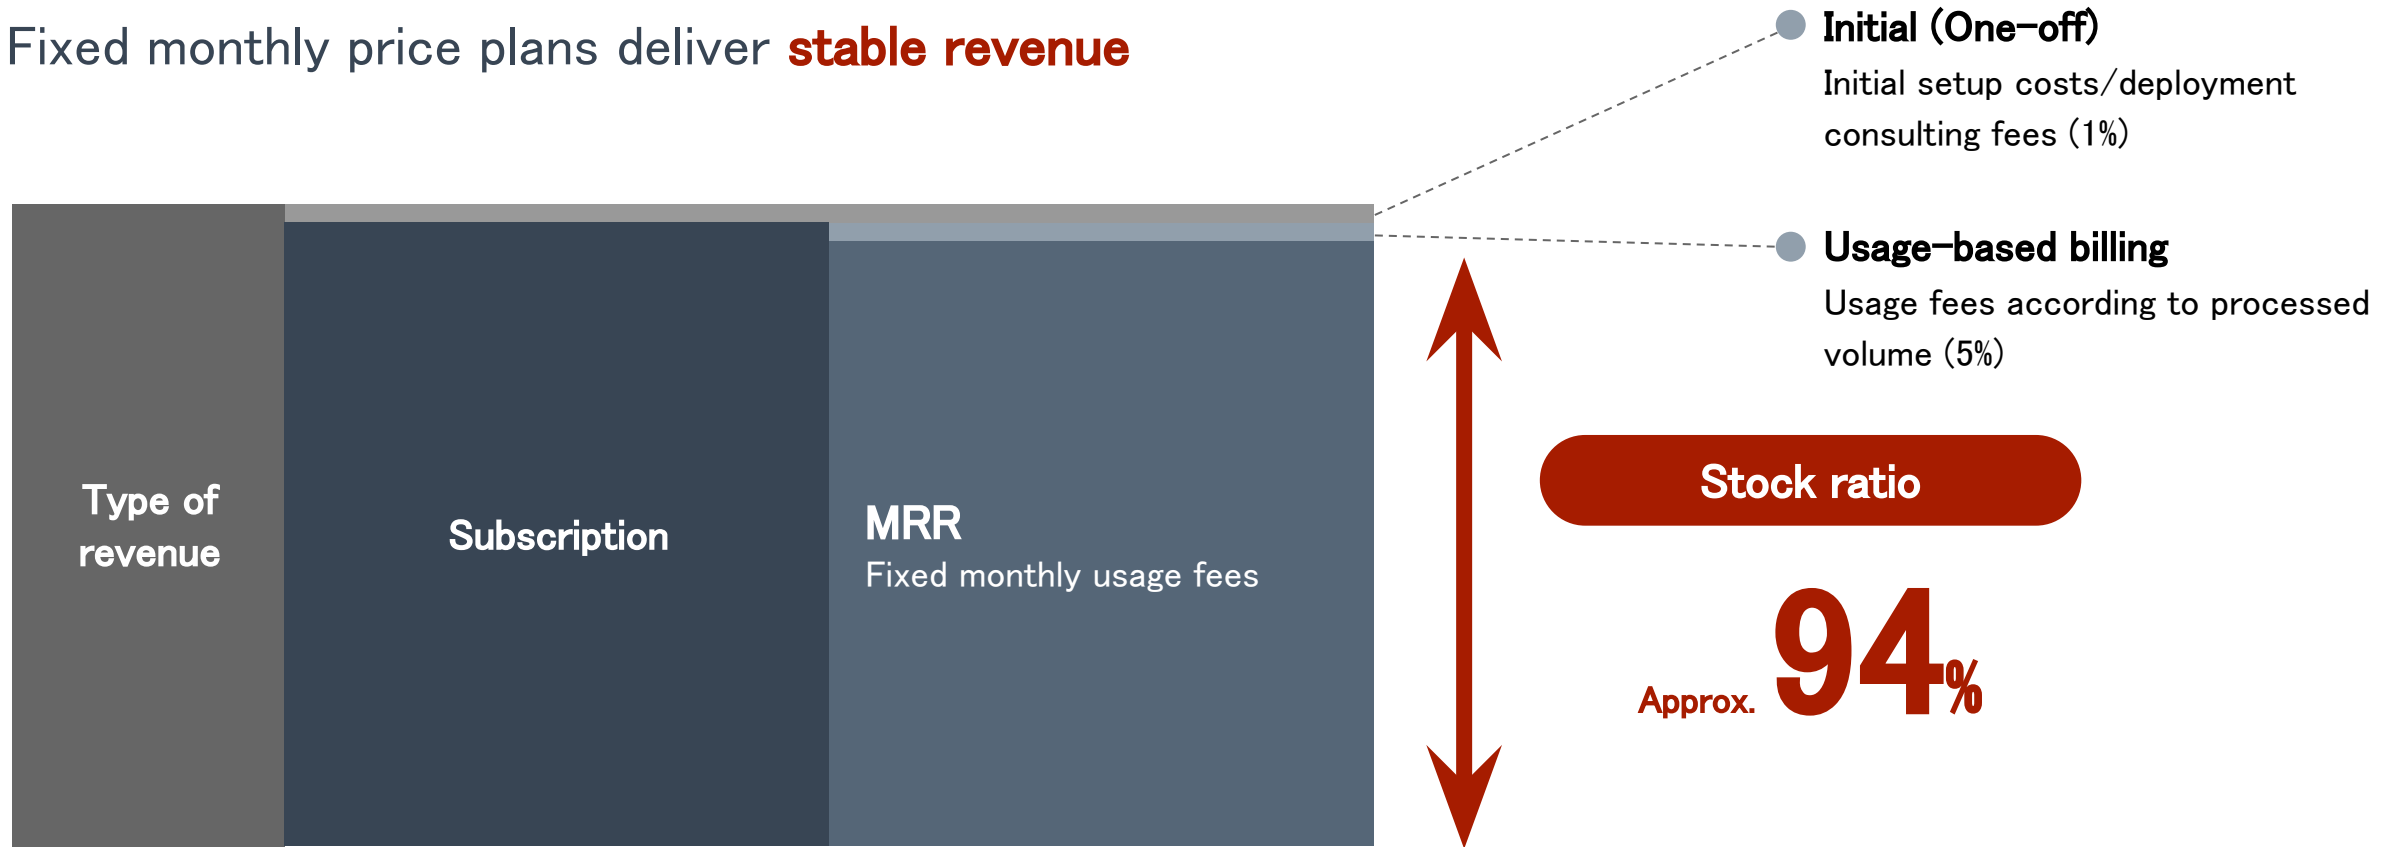 Fixed monthly price plans deliver stable revenue
Initial (One-off)
Initial setup costs/deployment
consulting fees (1%)
Usage-based billing
Usage fees according to processed
volume (5%)
Type of
revenue
Subscription
MRR
Fixed monthly usage fees
Stock ratio
Approx. 94%